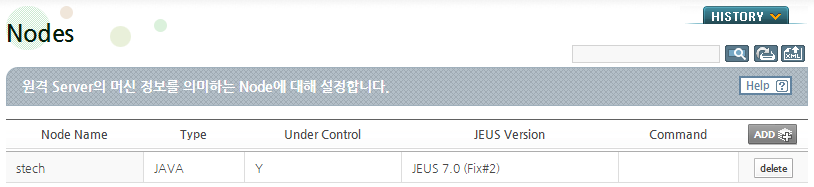 HISTORY
Nodes
원격 Server의 머신 정보를 의미하는 Node에 대해 설정합니다.
Help
Node Name Type Under Control JEUS Version Command ADD
stech JAVA Y JEUS 7.0 (Fix#2) delete